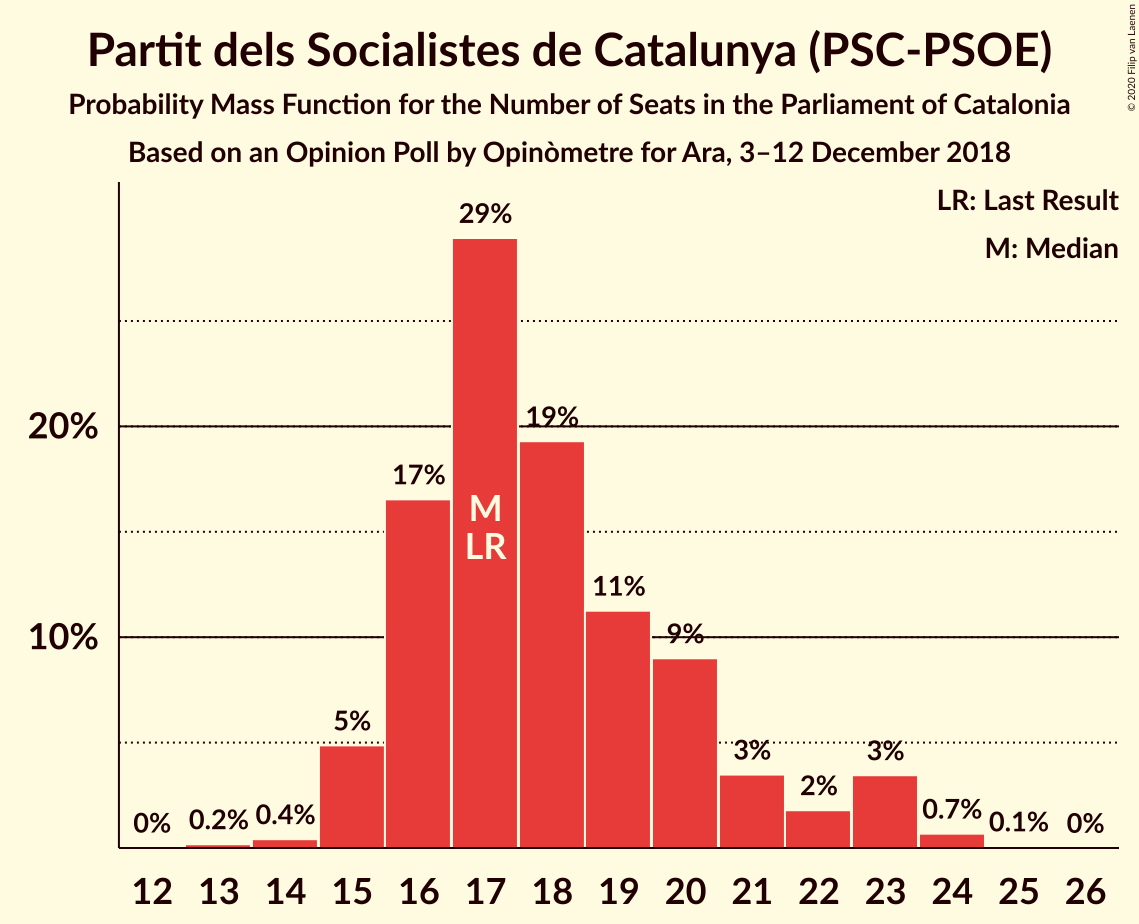 Partit dels Socialistes de Catalunya (PSC-PSOE)
Probability Mass Function for the Number of Seats in the Parliament of Catalonia
Based on an Opinion Poll by Opinòmetre for Ara, 3–12 December 2018
© 2020 Filip van Laenen
LR: Last Result
M: Median
20%
10%
0%
0.2%
0.4%
5%
17%
29%
19%
11%
9%
3%
2%
3%
0.7%
0.1%
0%
M
LR
12 13 14 15 16 17 18 19 20 21 22 23 24 25 26